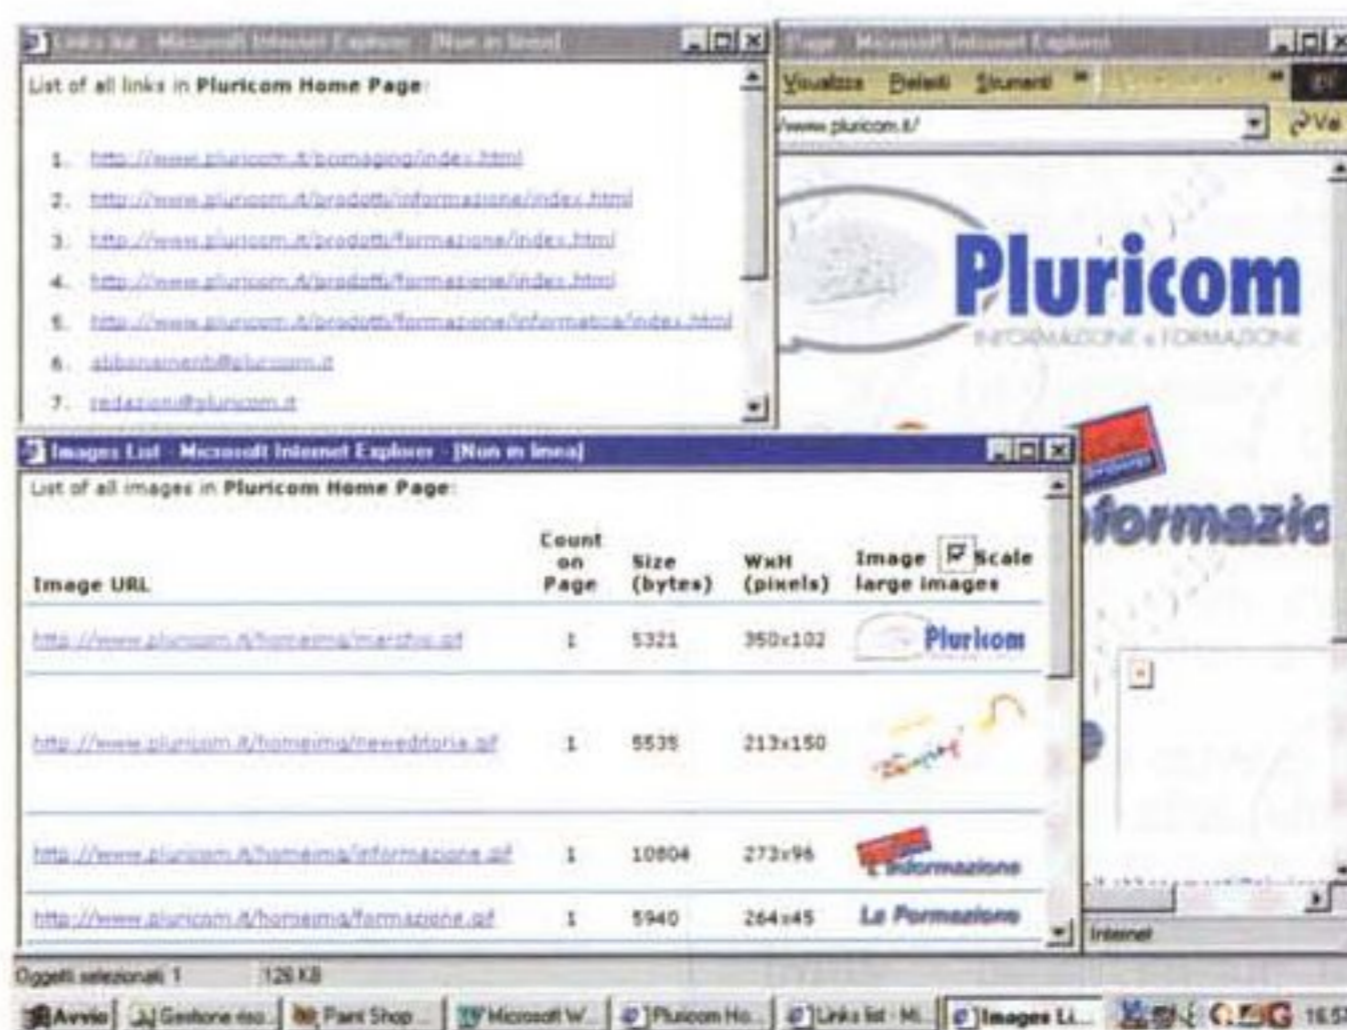 Links list - Microsoft Internet Explorer - [Non in linea]
List of all links in Pluricom Home Page:
1. http://www.pluricom.it/pcimaging/index.html
2. http://www.pluricom.it/prodotti/informazione/index.html
3. http://www.pluricom.it/prodotti/formazione/index.html
4. http://www.pluricom.it/prodotti/formazione/index.html
5. http://www.pluricom.it/prodotti/formazione/informatica/index.html
6. abbonamenti@pluricom.it
7. redazioni@pluricom.it
Page - Microsoft Internet Explorer
Visualizza Preferiti Strumenti
/www.pluricom.it/
Vai
Pluricom
INFORMAZIONE e FORMAZIONE
formazio
Images List - Microsoft Internet Explorer - [Non in linea]
List of all images in Pluricom Home Page:
Image URL Count on Page Size (bytes) WxH (pixels) Image Scale large images
http://www.pluricom.it/homeimg/marchio.gif 1 5321 350x102 Pluricom
http://www.pluricom.it/homeimg/neweditoria.gif 1 5535 213x150
http://www.pluricom.it/homeimg/informazione.gif 1 10804 273x96 Informazione
http://www.pluricom.it/homeimg/formazione.gif 1 5940 264x45 La Formazione
Internet
Oggetti selezionati: 1 126 KB
Avvio Gestione riso... Paint Shop ... Microsoft W... Pluricom Ho... Links list - Mi... Images Li... 16.57